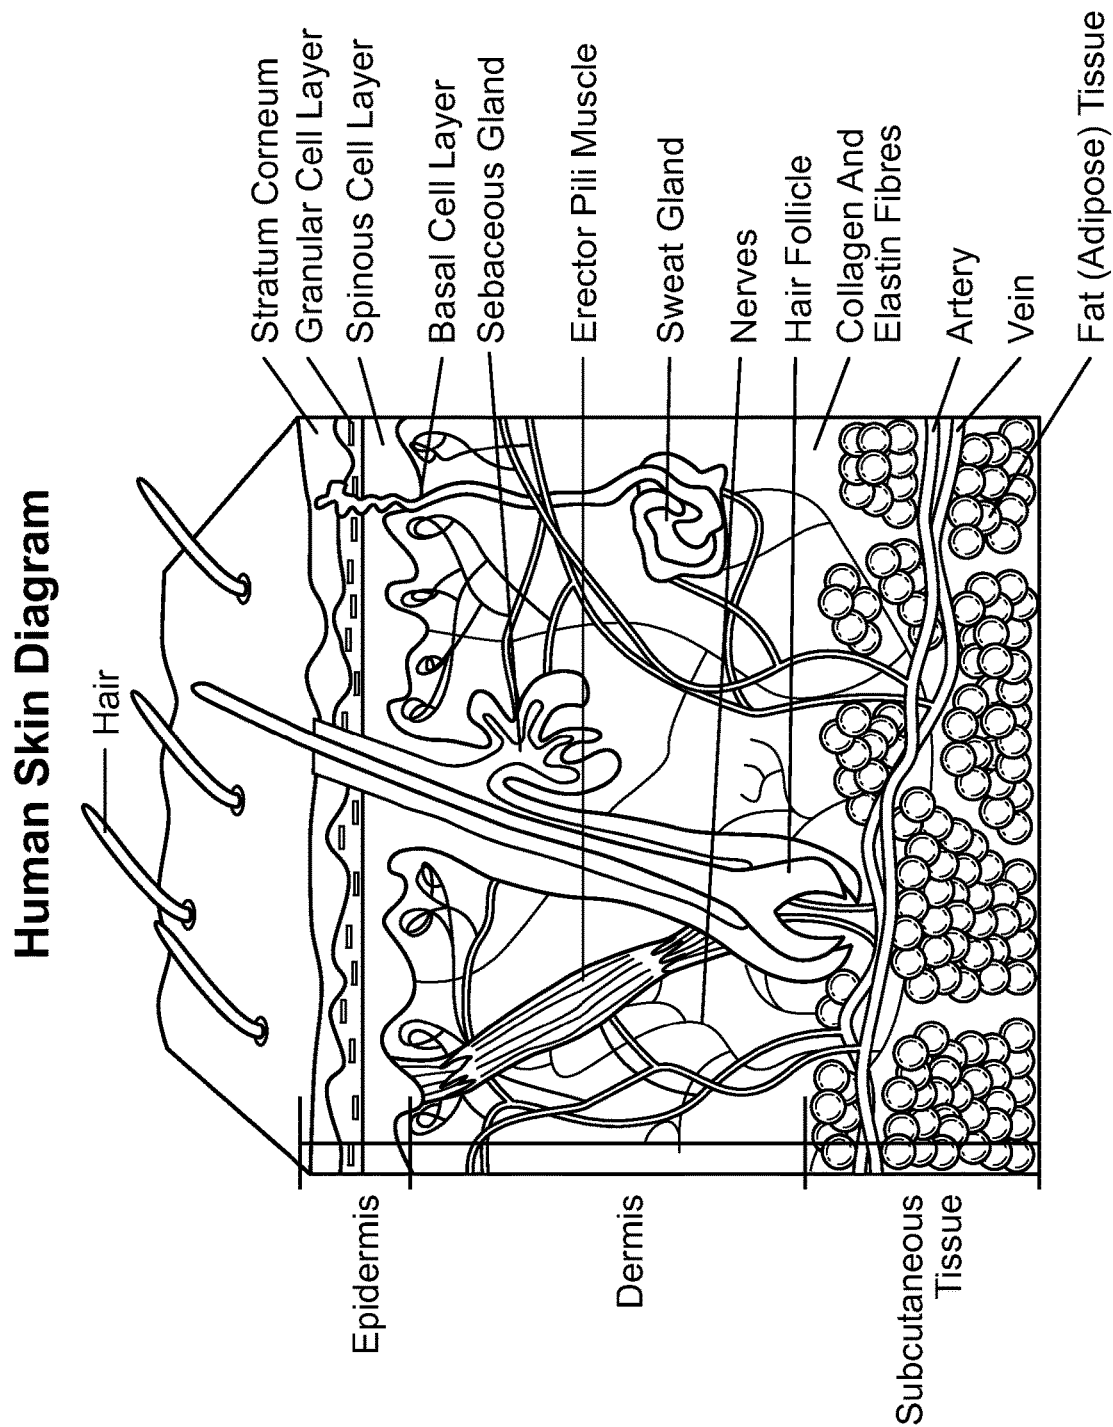 Human Skin Diagram
Hair
Stratum Corneum
Granular Cell Layer
Spinous Cell Layer
Basal Cell Layer
Sebaceous Gland
Erector Pili Muscle
Sweat Gland
Nerves
Hair Follicle
Collagen And
Elastin Fibres
Artery
Vein
Fat (Adipose) Tissue
Epidermis
Dermis
Subcutaneous
Tissue